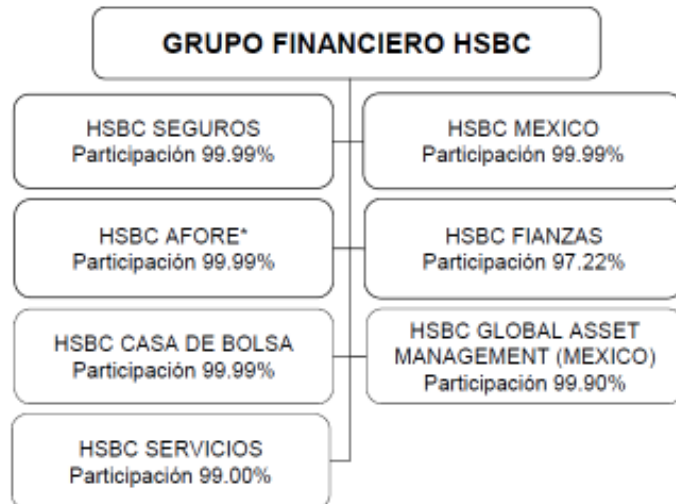 GRUPO FINANCIERO HSBC
HSBC SEGUROS
Participación 99.99%
HSBC MEXICO
Participación 99.99%
HSBC AFORE*
Participación 99.99%
HSBC FIANZAS
Participación 97.22%
HSBC CASA DE BOLSA
Participación 99.99%
HSBC GLOBAL ASSET
MANAGEMENT (MEXICO)
Participación 99.90%
HSBC SERVICIOS
Participación 99.00%